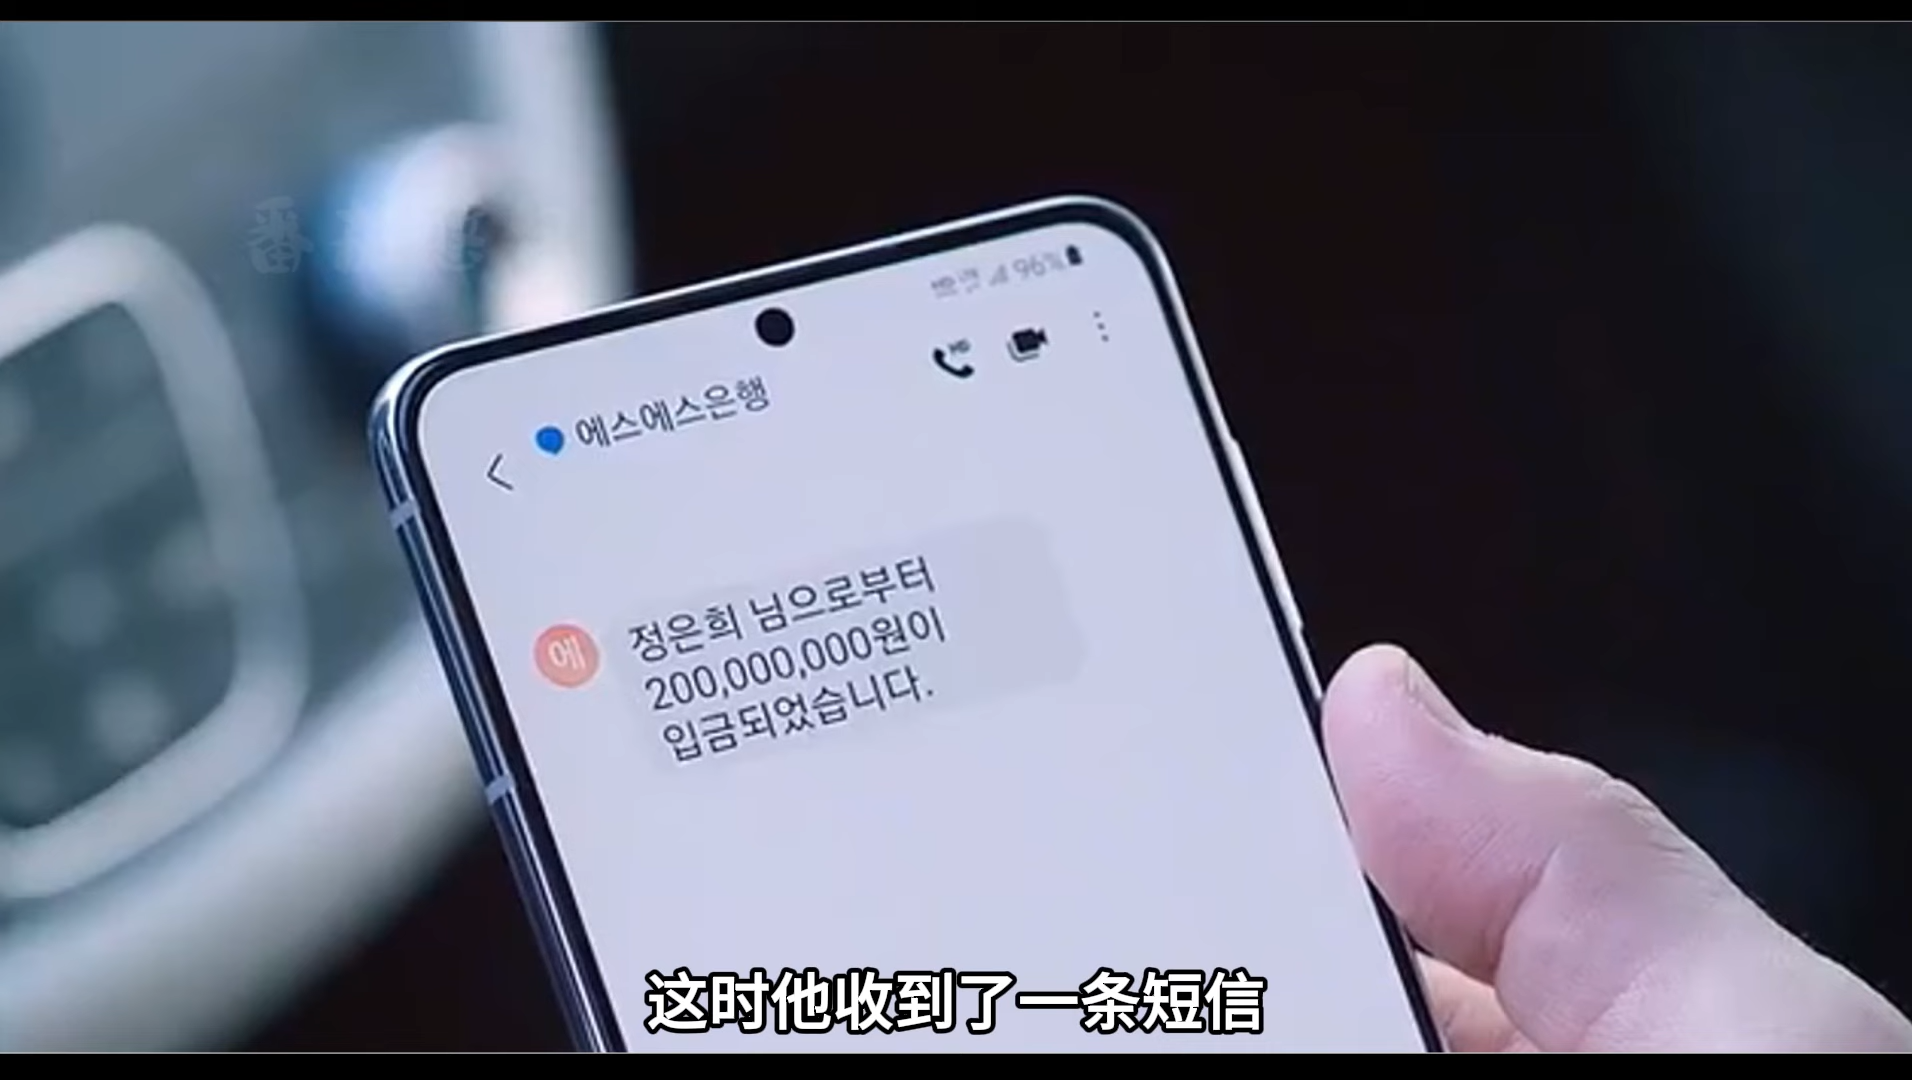 96%
에스에스은행
에
정은희 님으로부터
200,000,000원이
입금되었습니다.
这时他收到了一条短信